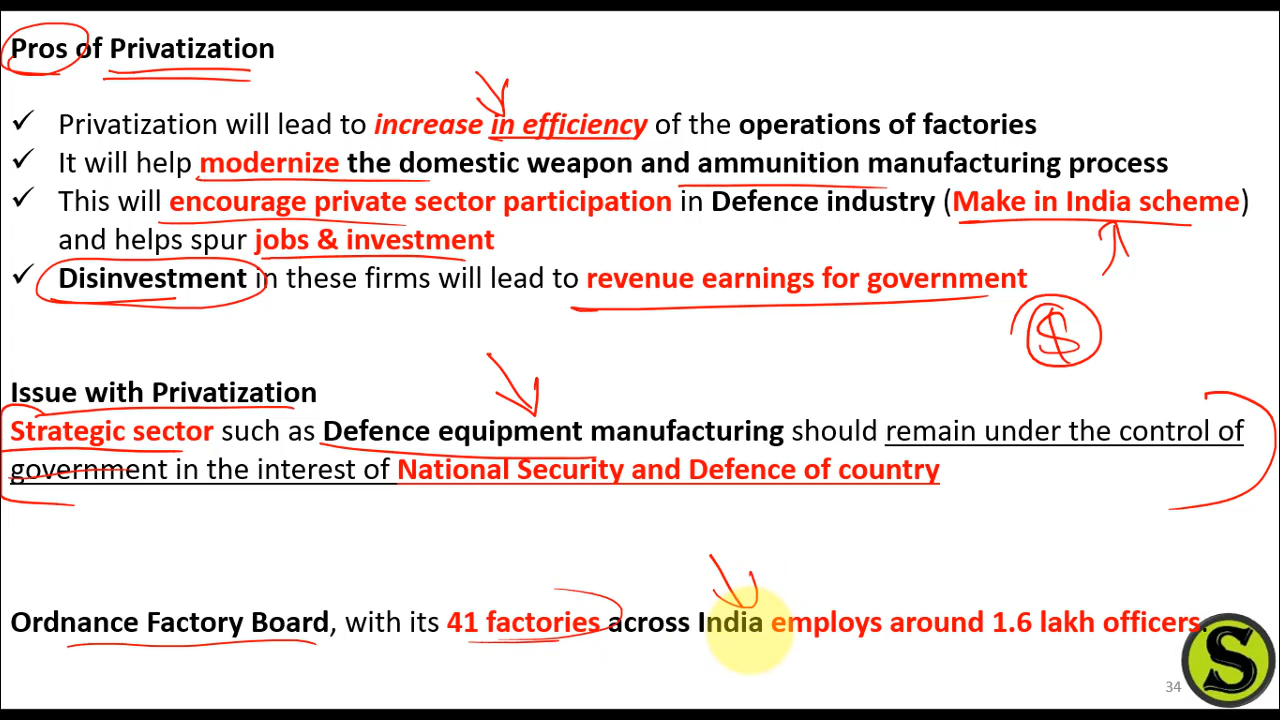 Pros of Privatization
✓ Privatization will lead to increase in efficiency of the operations of factories
✓ It will help modernize the domestic weapon and ammunition manufacturing process
✓ This will encourage private sector participation in Defence industry (Make in India scheme)
and helps spur jobs & investment
✓ Disinvestment in these firms will lead to revenue earnings for government
$
Issue with Privatization
Strategic sector such as Defence equipment manufacturing should remain under the control of
government in the interest of National Security and Defence of country
Ordnance Factory Board, with its 41 factories across India employs around 1.6 lakh officers.
S
34